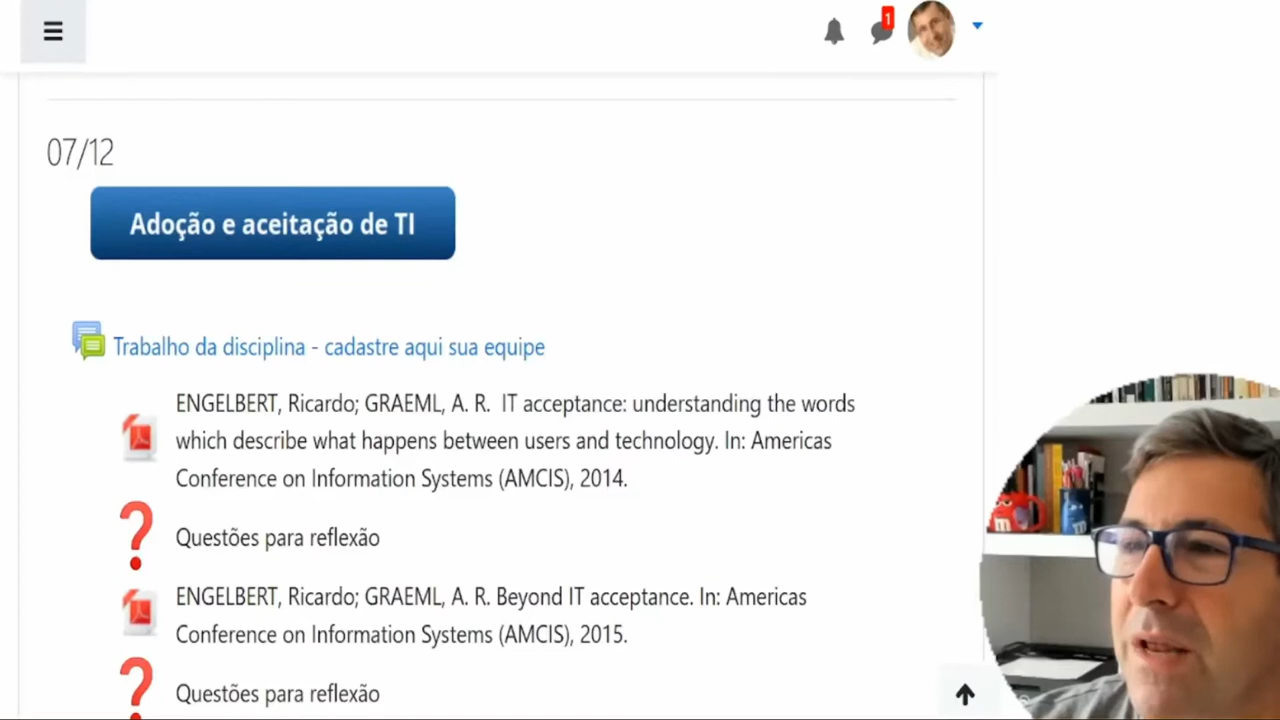 1
07/12
Adoção e aceitação de TI
Trabalho da disciplina - cadastre aqui sua equipe
ENGELBERT, Ricardo; GRAEML, A. R. IT acceptance: understanding the words
which describe what happens between users and technology. In: Americas
Conference on Information Systems (AMCIS), 2014.
Questões para reflexão
ENGELBERT, Ricardo; GRAEML, A. R. Beyond IT acceptance. In: Americas
Conference on Information Systems (AMCIS), 2015.
Questões para reflexão